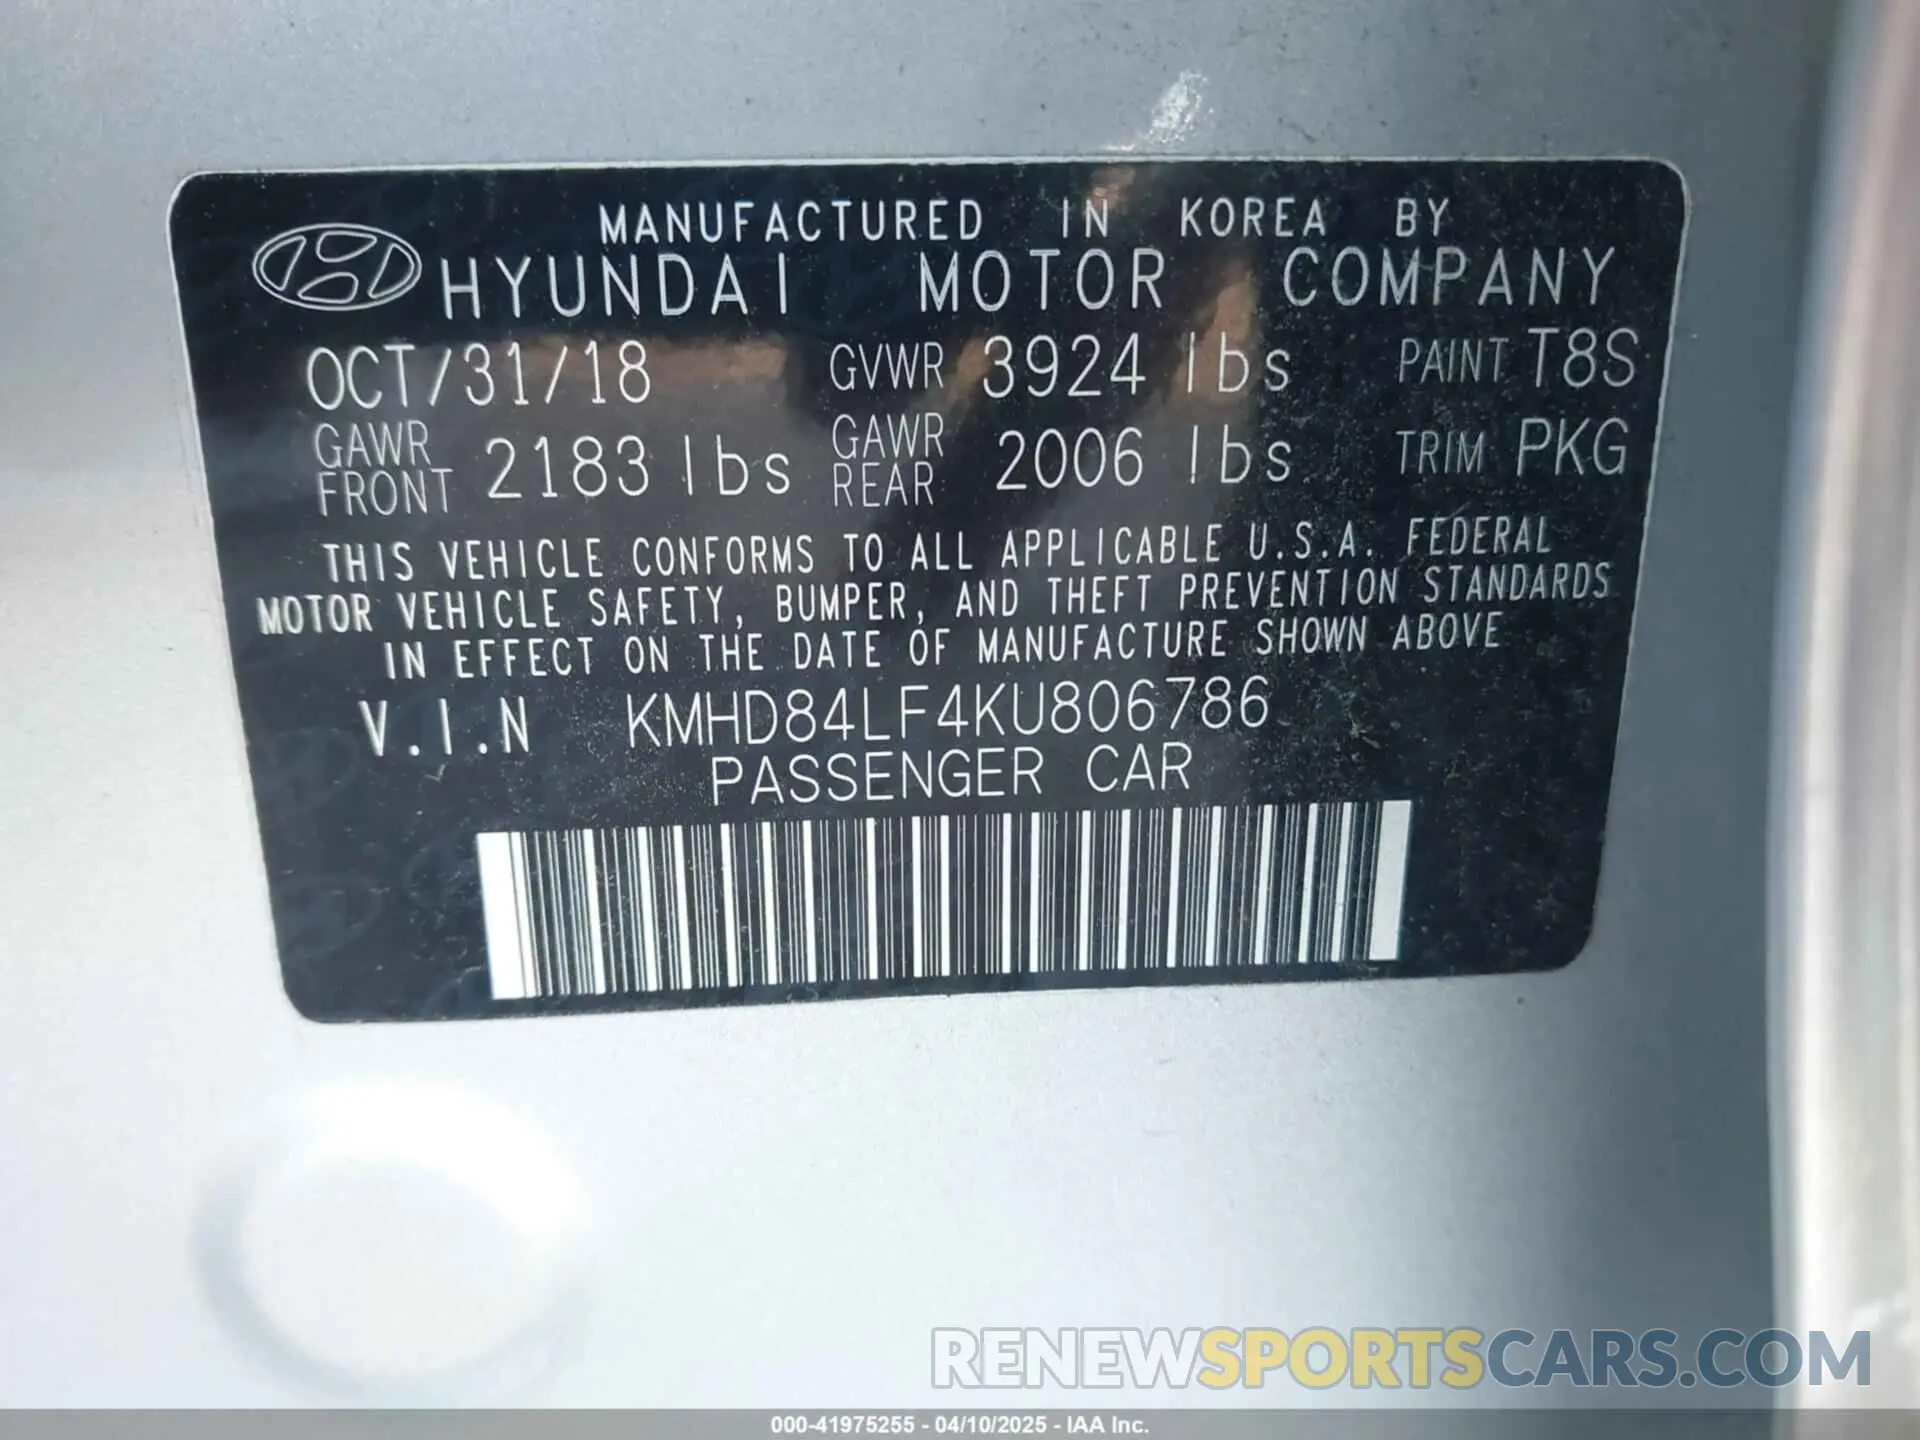 MANUFACTURED IN KOREA BY
HYUNDAI MOTOR COMPANY
OCT/31/18 GVWR 3924 lbs PAINT T8S
GAWR FRONT 2183 lbs GAWR REAR 2006 lbs TRIM PKG
THIS VEHICLE CONFORMS TO ALL APPLICABLE U.S.A. FEDERAL
MOTOR VEHICLE SAFETY, BUMPER, AND THEFT PREVENTION STANDARDS
IN EFFECT ON THE DATE OF MANUFACTURE SHOWN ABOVE
V.I.N KMHD84LF4KU806786
PASSENGER CAR
RENEWSPORTSCARS.COM
000-41975255 - 04/10/2025 - IAA Inc.